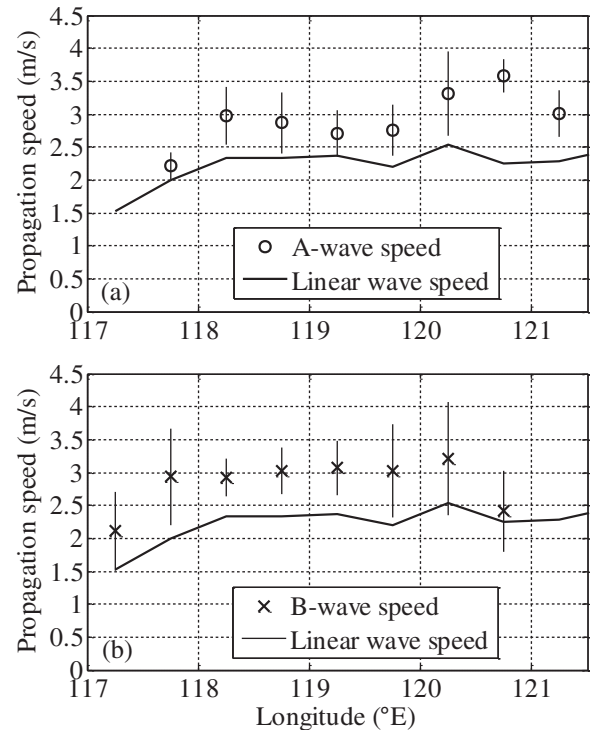 Propagation speed (m/s)
4.5
4
3.5
3
2.5
2
1.5
1
0.5
0
A-wave speed
Linear wave speed
(a)
117 118 119 120 121
Propagation speed (m/s)
4.5
4
3.5
3
2.5
2
1.5
1
0.5
0
B-wave speed
Linear wave speed
(b)
117 118 119 120 121
Longitude (°E)